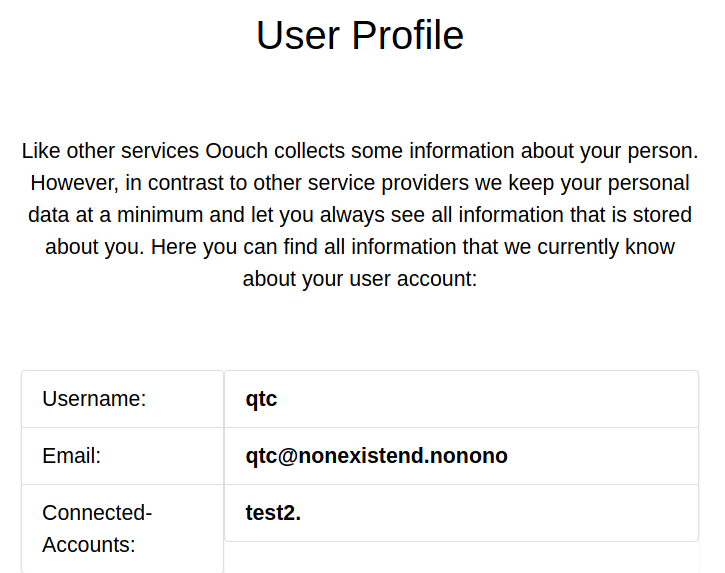 User Profile
Like other services Oouch collects some information about your person.
However, in contrast to other service providers we keep your personal
data at a minimum and let you always see all information that is stored
about you. Here you can find all information that we currently know
about your user account:
Username: qtc
Email: qtc@nonexistend.nonono
Connected- test2.
Accounts: